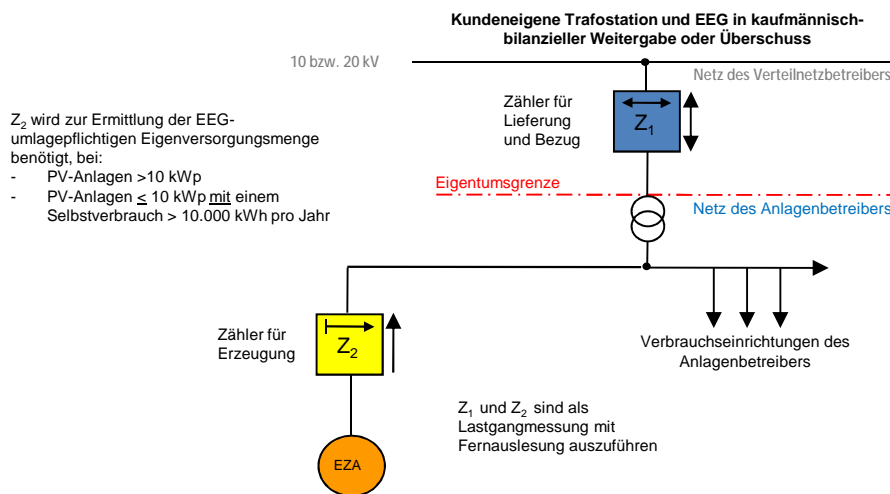 Kundeneigene Trafostation und EEG in kaufmännisch-
bilanzieller Weitergabe oder Überschuss
10 bzw. 20 kV
Netz des Verteilnetzbetreibers
Zähler für
Lieferung
und Bezug
Z1
Z2 wird zur Ermittlung der EEG-
umlagepflichtigen Eigenversorgungsmenge
benötigt, bei:
- PV-Anlagen >10 kWp
- PV-Anlagen ≤ 10 kWp mit einem
Selbstverbrauch > 10.000 kWh pro Jahr
Eigentumsgrenze
Netz des Anlagenbetreibers
Zähler für
Erzeugung
Z2
Verbrauchseinrichtungen des
Anlagenbetreibers
Z1 und Z2 sind als
Lastgangmessung mit
Fernauslesung auszuführen
EZA